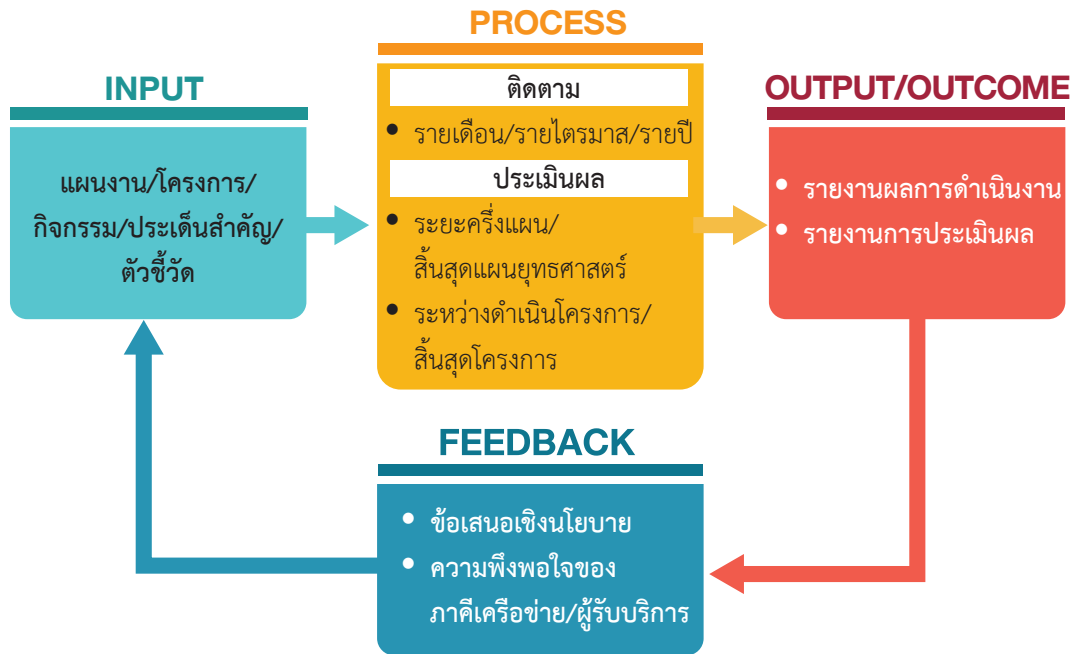 INPUT
แผนงาน/โครงการ/
กิจกรรม/ประเด็นสำคัญ/
ตัวชี้วัด
PROCESS
ติดตาม
• รายเดือน/รายไตรมาส/รายปี
ประเมินผล
• ระยะครึ่งแผน/
สิ้นสุดแผนยุทธศาสตร์
• ระหว่างดำเนินโครงการ/
สิ้นสุดโครงการ
OUTPUT/OUTCOME
• รายงานผลการดำเนินงาน
• รายงานการประเมินผล
FEEDBACK
• ข้อเสนอเชิงนโยบาย
• ความพึงพอใจของ
ภาคีเครือข่าย/ผู้รับบริการ